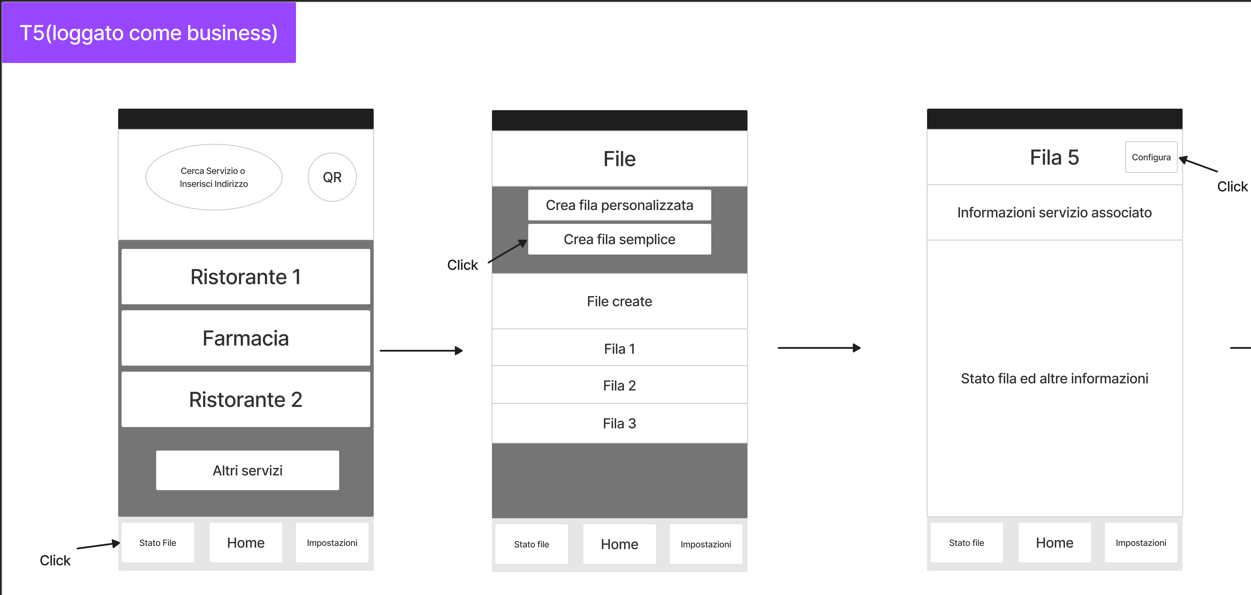 T5(loggato come business)
Cerca Servizio o
Inserisci Indirizzo
QR
Ristorante 1
Farmacia
Ristorante 2
Altri servizi
Stato File
Home
Impostazioni
Click
File
Crea fila personalizzata
Crea fila semplice
Click
File create
Fila 1
Fila 2
Fila 3
Stato file
Home
Impostazioni
Fila 5
Configura
Click
Informazioni servizio associato
Stato fila ed altre informazioni
Stato file
Home
Impostazioni